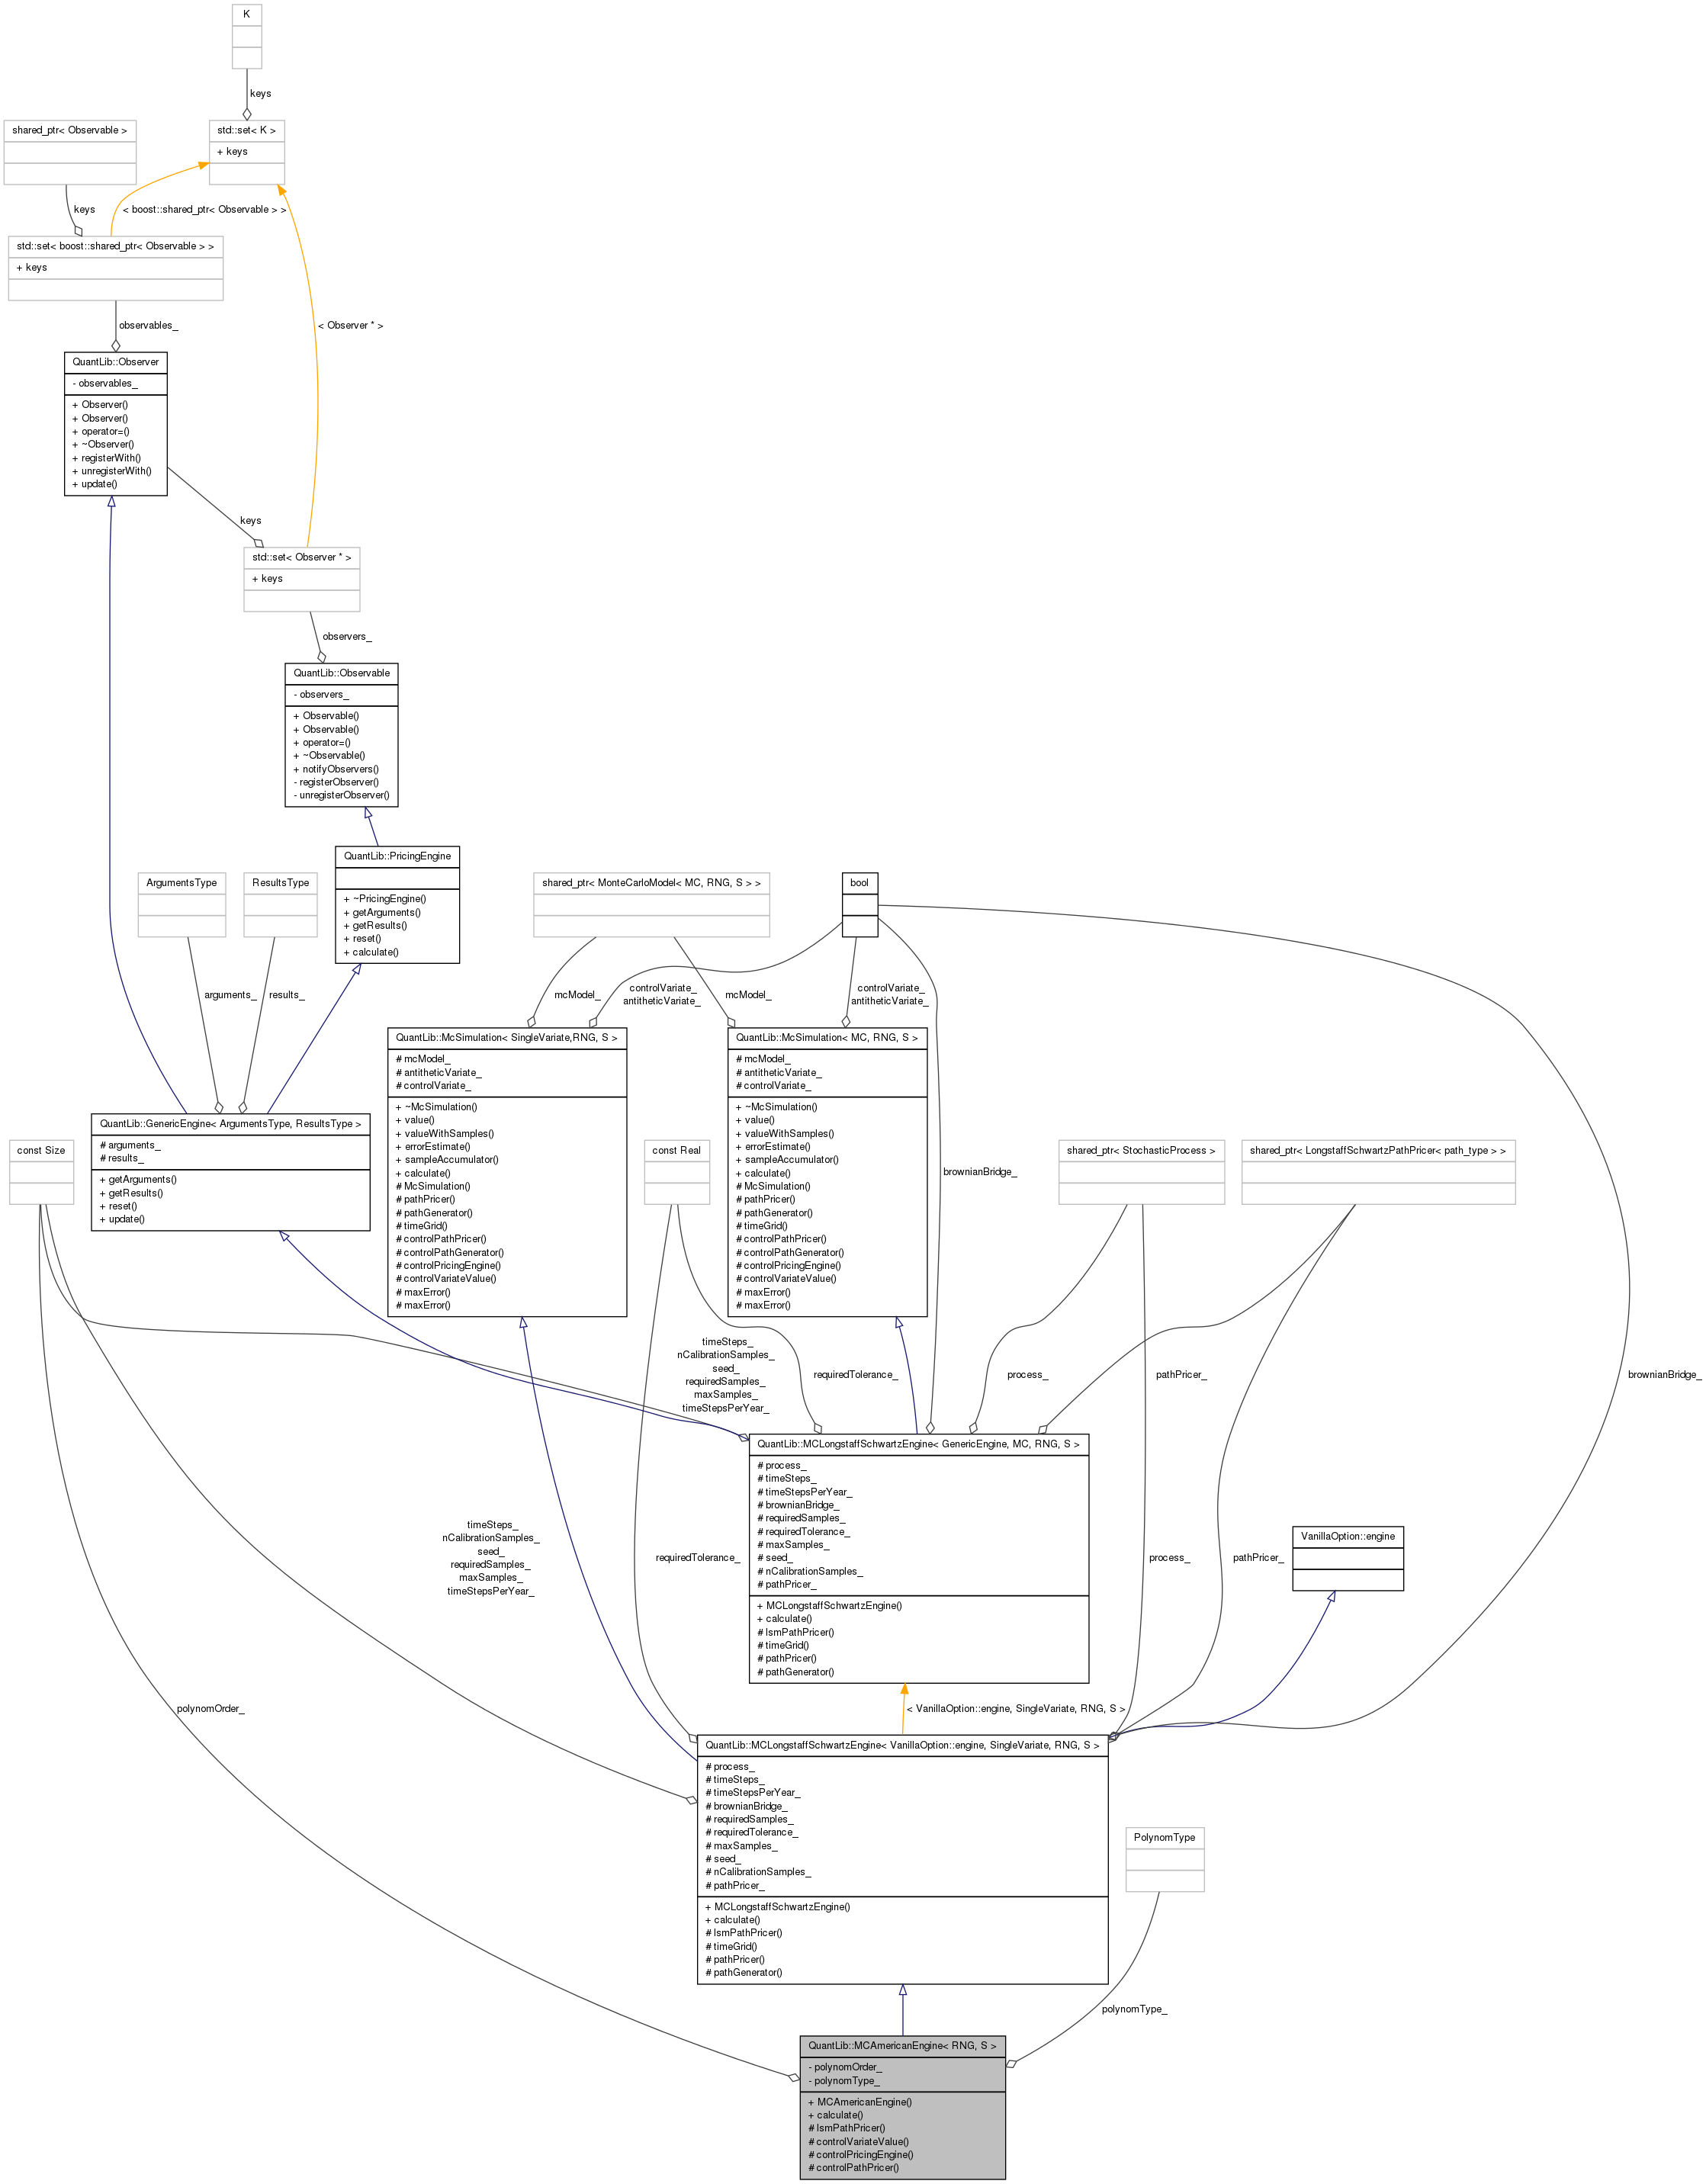 K
keys
shared_ptr< Observable >
std::set< K >
+ keys
keys
< boost::shared_ptr< Observable > >
std::set< boost::shared_ptr< Observable > >
+ keys
observables_
< Observer * >
QuantLib::Observer
- observables_
+ Observer()
+ Observer()
+ operator=()
+ ~Observer()
+ registerWith()
+ unregisterWith()
+ update()
keys
std::set< Observer * >
+ keys
observers_
QuantLib::Observable
- observers_
+ Observable()
+ Observable()
+ operator=()
+ ~Observable()
+ notifyObservers()
- registerObserver()
- unregisterObserver()
QuantLib::PricingEngine
+ ~PricingEngine()
+ getArguments()
+ getResults()
+ reset()
+ calculate()
ArgumentsType
ResultsType
shared_ptr< MonteCarloModel< MC, RNG, S > >
bool
arguments_
results_
mcModel_
controlVariate_
antitheticVariate_
mcModel_
controlVariate_
antitheticVariate_
QuantLib::McSimulation< SingleVariate,RNG, S >
# mcModel_
# antitheticVariate_
# controlVariate_
+ ~McSimulation()
+ value()
+ valueWithSamples()
+ errorEstimate()
+ sampleAccumulator()
+ calculate()
# McSimulation()
# pathPricer()
# pathGenerator()
# timeGrid()
# controlPathPricer()
# controlPathGenerator()
# controlPricingEngine()
# controlVariateValue()
# maxError()
# maxError()
QuantLib::McSimulation< MC, RNG, S >
# mcModel_
# antitheticVariate_
# controlVariate_
+ ~McSimulation()
+ value()
+ valueWithSamples()
+ errorEstimate()
+ sampleAccumulator()
+ calculate()
# McSimulation()
# pathPricer()
# pathGenerator()
# timeGrid()
# controlPathPricer()
# controlPathGenerator()
# controlPricingEngine()
# controlVariateValue()
# maxError()
# maxError()
QuantLib::GenericEngine< ArgumentsType, ResultsType >
# arguments_
# results_
+ getArguments()
+ getResults()
+ reset()
+ update()
const Size
const Real
brownianBridge_
shared_ptr< StochasticProcess >
shared_ptr< LongstaffSchwartzPathPricer< path_type > >
timeSteps_
nCalibrationSamples_
seed_
requiredSamples_
maxSamples_
timeStepsPerYear_
requiredTolerance_
process_
pathPricer_
brownianBridge_
QuantLib::MCLongstaffSchwartzEngine< GenericEngine, MC, RNG, S >
# process_
# timeSteps_
# timeStepsPerYear_
# brownianBridge_
# requiredSamples_
# requiredTolerance_
# maxSamples_
# seed_
# nCalibrationSamples_
# pathPricer_
+ MCLongstaffSchwartzEngine()
+ calculate()
# lsmPathPricer()
# timeGrid()
# pathPricer()
# pathGenerator()
timeSteps_
nCalibrationSamples_
seed_
requiredSamples_
maxSamples_
timeStepsPerYear_
requiredTolerance_
process_
pathPricer_
VanillaOption::engine
polynomOrder_
< VanillaOption::engine, SingleVariate, RNG, S >
QuantLib::MCLongstaffSchwartzEngine< VanillaOption::engine, SingleVariate, RNG, S >
# process_
# timeSteps_
# timeStepsPerYear_
# brownianBridge_
# requiredSamples_
# requiredTolerance_
# maxSamples_
# seed_
# nCalibrationSamples_
# pathPricer_
+ MCLongstaffSchwartzEngine()
+ calculate()
# lsmPathPricer()
# timeGrid()
# pathPricer()
# pathGenerator()
PolynomType
polynomType_
QuantLib::MCAmericanEngine< RNG, S >
- polynomOrder_
- polynomType_
+ MCAmericanEngine()
+ calculate()
# lsmPathPricer()
# controlVariateValue()
# controlPricingEngine()
# controlPathPricer()